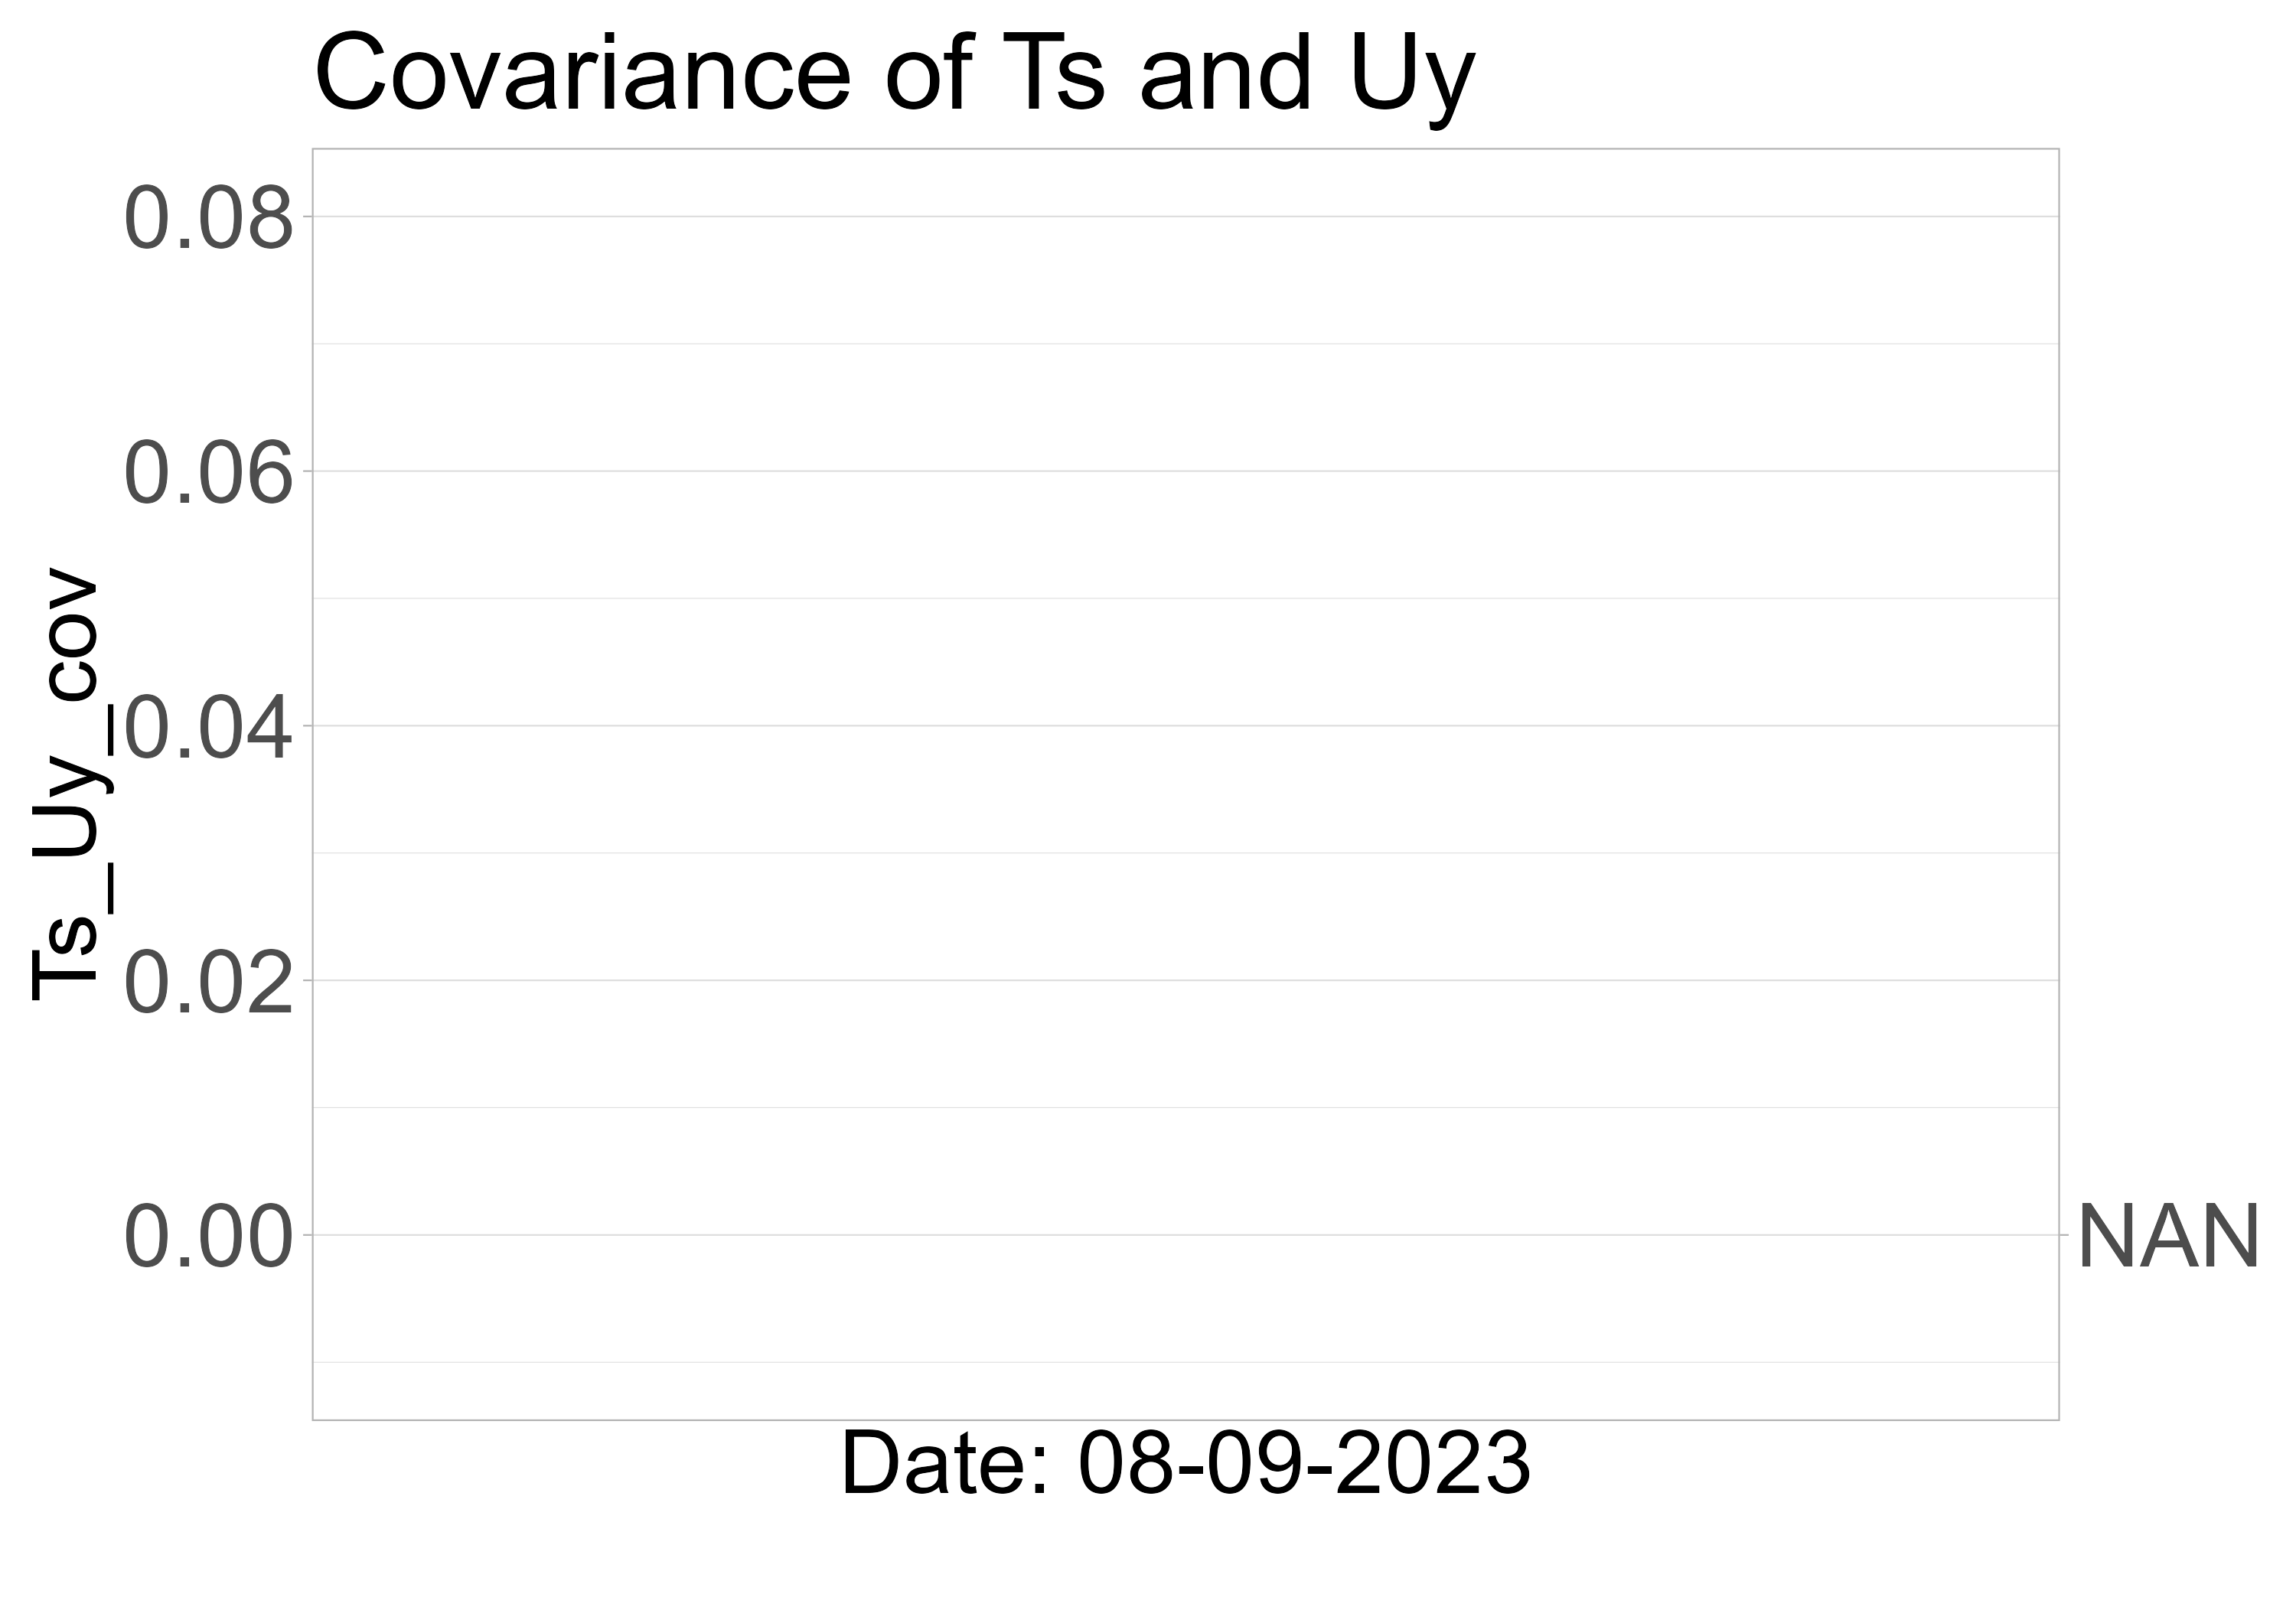 Covariance of Ts and Uy
0.08
0.06
0.04
0.02
0.00
Ts_Uy_cov
NAN
Date: 08-09-2023